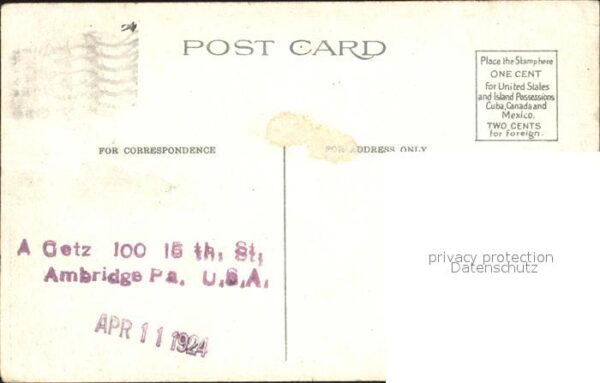 POST CARD
Place the Stamp here
ONE CENT
for United States
and Island Possessions
Cuba, Canada and
Mexico.
TWO CENTS
for Foreign.
FOR CORRESPONDENCE
FOR ADDRESS ONLY
A Getz 100 15 th. St,
Ambridge Pa. U.S.A.
APR 11 1924
privacy protection
Datenschutz